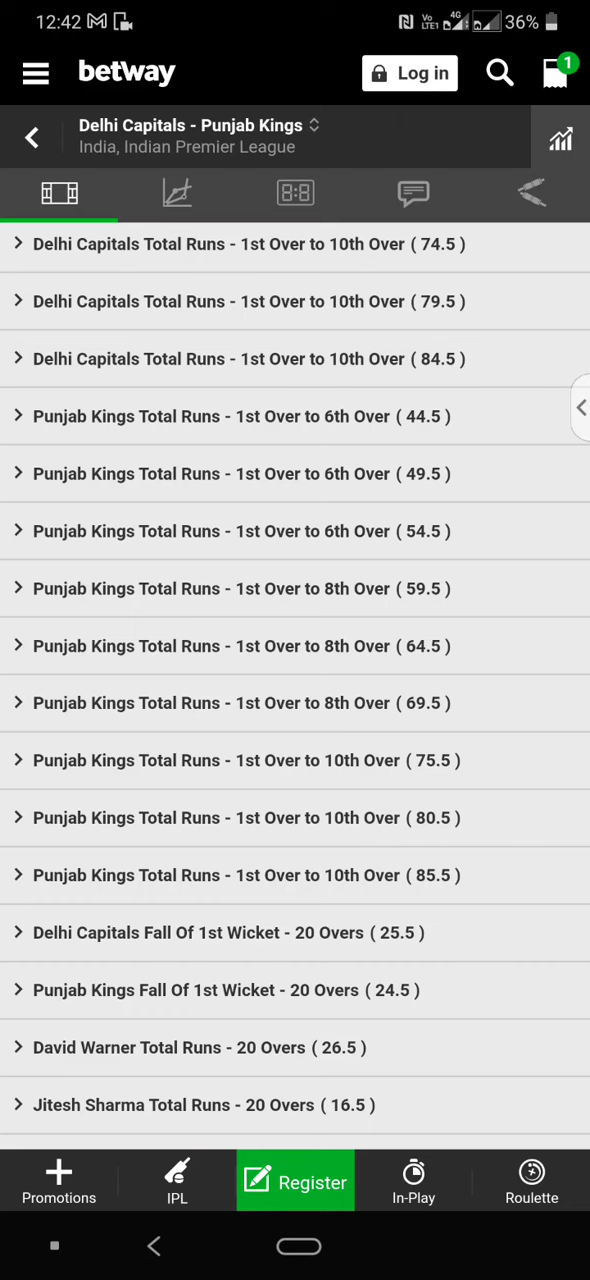 12:42
Vo LTE1 4G 36%
betway
Log in
1
Delhi Capitals - Punjab Kings
India, Indian Premier League
8:8
Delhi Capitals Total Runs - 1st Over to 10th Over ( 74.5 )
Delhi Capitals Total Runs - 1st Over to 10th Over ( 79.5 )
Delhi Capitals Total Runs - 1st Over to 10th Over ( 84.5 )
Punjab Kings Total Runs - 1st Over to 6th Over ( 44.5 )
Punjab Kings Total Runs - 1st Over to 6th Over ( 49.5 )
Punjab Kings Total Runs - 1st Over to 6th Over ( 54.5 )
Punjab Kings Total Runs - 1st Over to 8th Over ( 59.5 )
Punjab Kings Total Runs - 1st Over to 8th Over ( 64.5 )
Punjab Kings Total Runs - 1st Over to 8th Over ( 69.5 )
Punjab Kings Total Runs - 1st Over to 10th Over ( 75.5 )
Punjab Kings Total Runs - 1st Over to 10th Over ( 80.5 )
Punjab Kings Total Runs - 1st Over to 10th Over ( 85.5 )
Delhi Capitals Fall Of 1st Wicket - 20 Overs ( 25.5 )
Punjab Kings Fall Of 1st Wicket - 20 Overs ( 24.5 )
David Warner Total Runs - 20 Overs ( 26.5 )
Jitesh Sharma Total Runs - 20 Overs ( 16.5 )
Promotions
IPL
Register
In-Play
Roulette